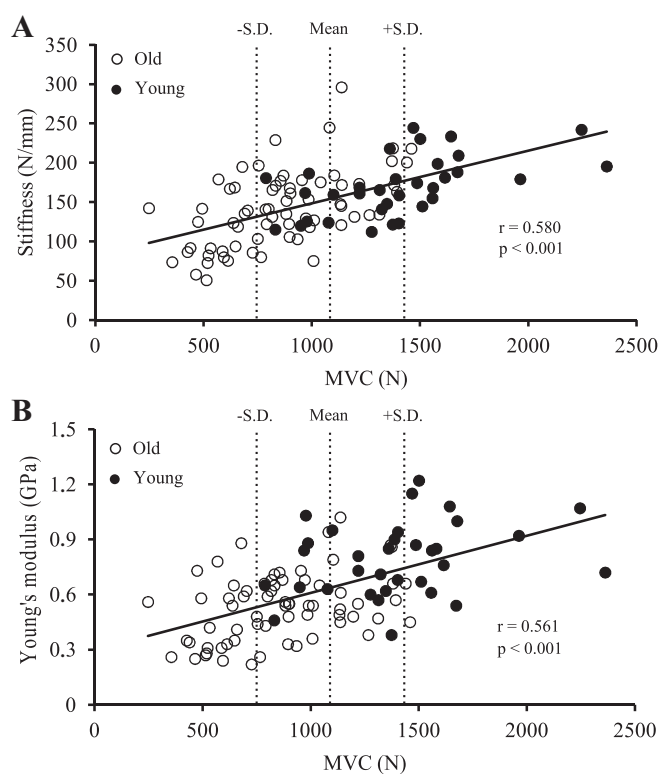 A
-S.D. Mean +S.D.
350
Old
300
Young
250
200
150
100
50
0
Stiffness (N/mm)
r = 0.580
p < 0.001
0 500 1000 1500 2000 2500
MVC (N)
B
-S.D. Mean +S.D.
1.5
Old
Young
1.2
0.9
0.6
0.3
0
Young's modulus (GPa)
r = 0.561
p < 0.001
0 500 1000 1500 2000 2500
MVC (N)